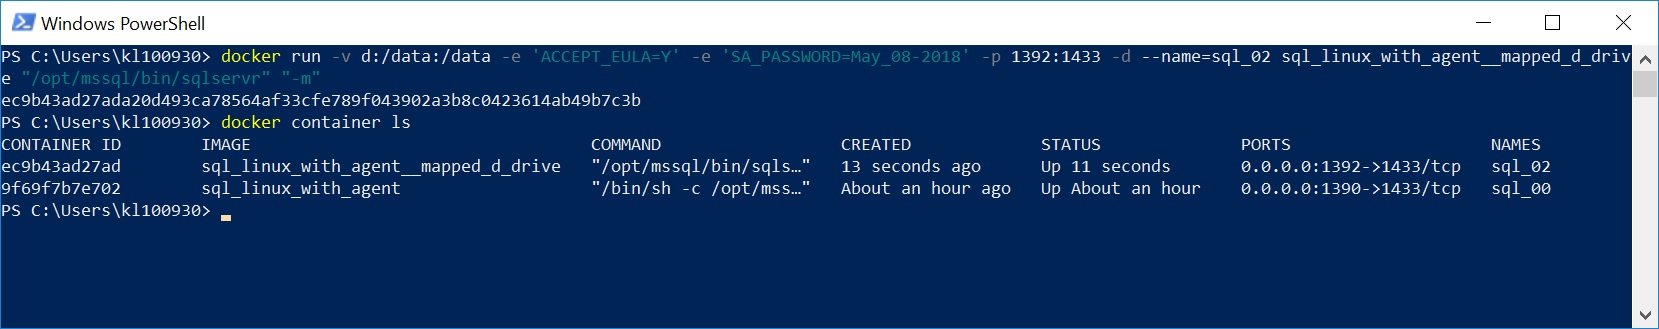 Windows PowerShell
PS C:\Users\kl100930> docker run -v d:/data:/data -e 'ACCEPT_EULA=Y' -e 'SA_PASSWORD=May_08-2018' -p 1392:1433 -d --name=sql_02 sql_linux_with_agent__mapped_d_driv
e "/opt/mssql/bin/sqlservr" "-m"
ec9b43ad27ada20d493ca78564af33cfe789f043902a3b8c0423614ab49b7c3b
PS C:\Users\kl100930> docker container ls
CONTAINER ID        IMAGE                                  COMMAND                  CREATED             STATUS              PORTS                    NAMES
ec9b43ad27ad        sql_linux_with_agent__mapped_d_drive   "/opt/mssql/bin/sqls…"   13 seconds ago      Up 11 seconds       0.0.0.0:1392->1433/tcp   sql_02
9f69f7b7e702        sql_linux_with_agent                   "/bin/sh -c /opt/mss…"   About an hour ago   Up About an hour    0.0.0.0:1390->1433/tcp   sql_00
PS C:\Users\kl100930>